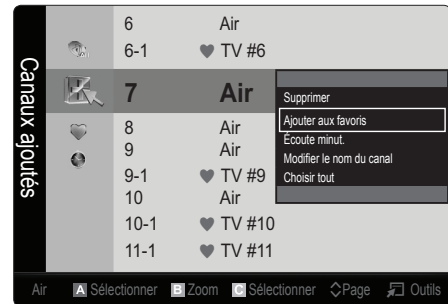 Canaux ajoutés
6 Air
6-1 ♥ TV #6
7 Air
8 Air
9 Air
9-1 ♥ TV #9
10 Air
10-1 ♥ TV #10
11-1 ♥ TV #11
Supprimer
Ajouter aux favoris
Écoute minut.
Modifier le nom du canal
Choisir tout
Air A Sélectionner B Zoom C Sélectionner Page Outils